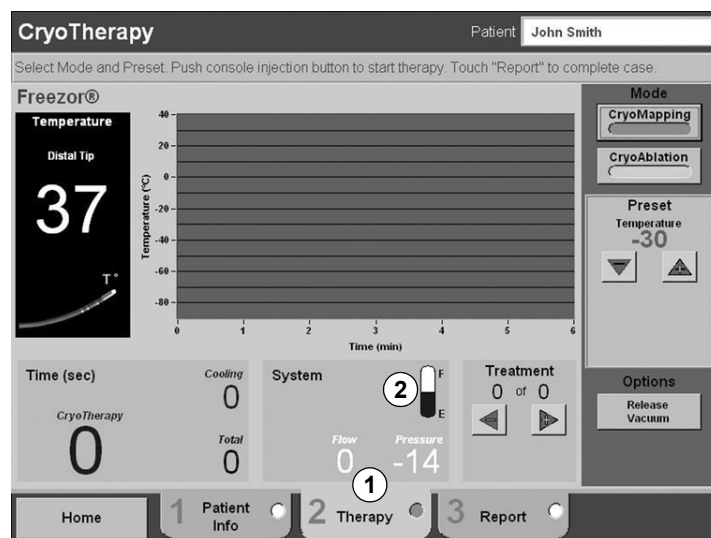 CryoTherapy
Patient John Smith
Select Mode and Preset. Push console injection button to start therapy. Touch "Report" to complete case.
Freezor®
Temperature
Distal Tip
37
T°
Temperature (°C)
40
20
0
-20
-40
-60
-80
0 1 2 3 4 5 6
Time (min)
Mode
CryoMapping
CryoAblation
Preset
Temperature
-30
- +
Options
Release
Vacuum
Time (sec)
CryoTherapy
0
Cooling
0
Total
0
System
2
F
E
Flow
0
Pressure
-14
Treatment
0 of 0
- +
1
Home
1 Patient
Info
2 Therapy
3 Report